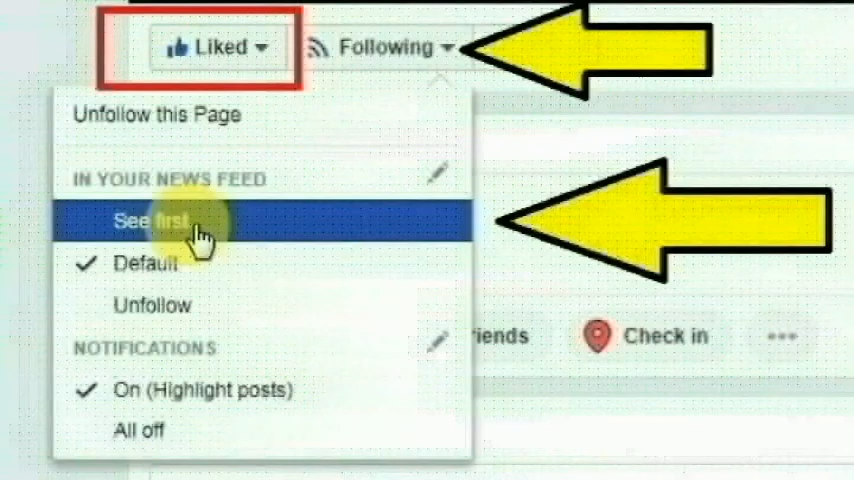 Liked Following
Unfollow this Page
IN YOUR NEWS FEED
See first
Default
Unfollow
riends Check in
NOTIFICATIONS
On (Highlight posts)
All off